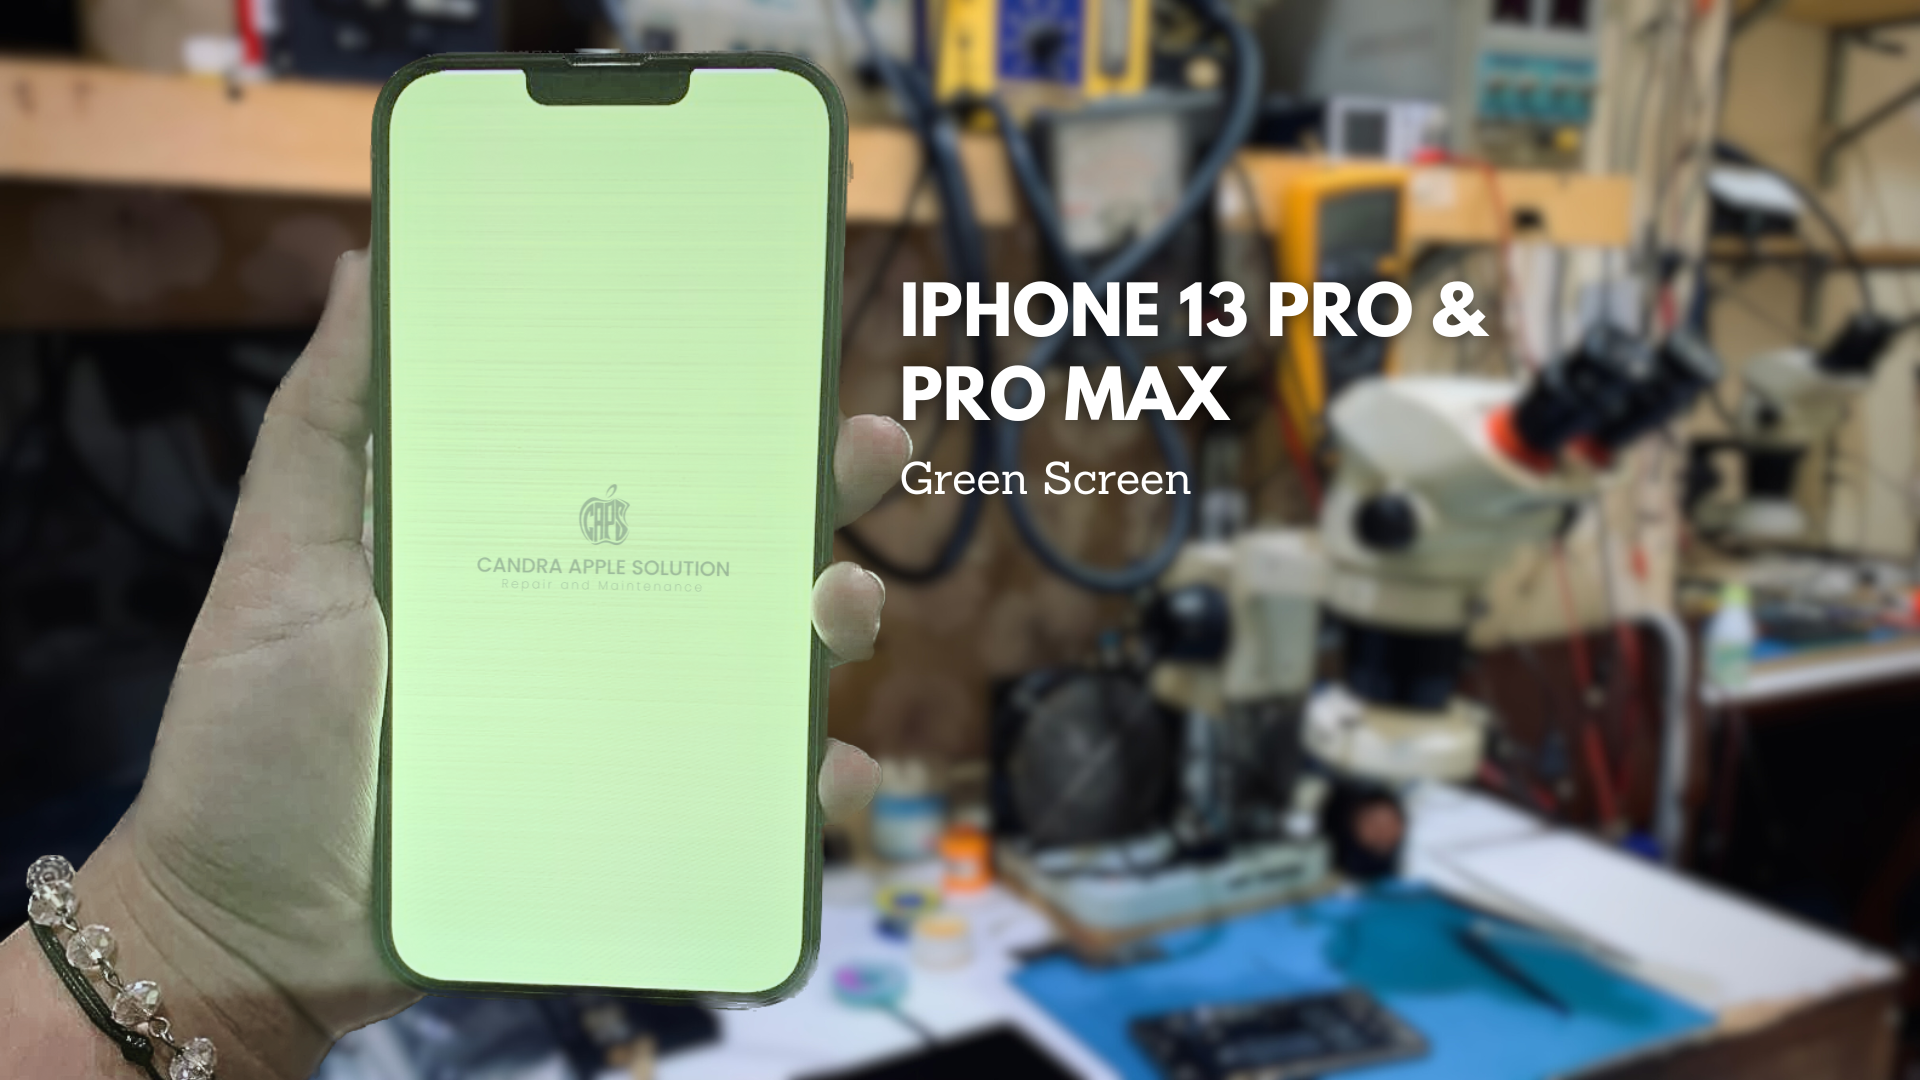 IPHONE 13 PRO &
PRO MAX
Green Screen
CAPS
CANDRA APPLE SOLUTION
Repair and Maintenance